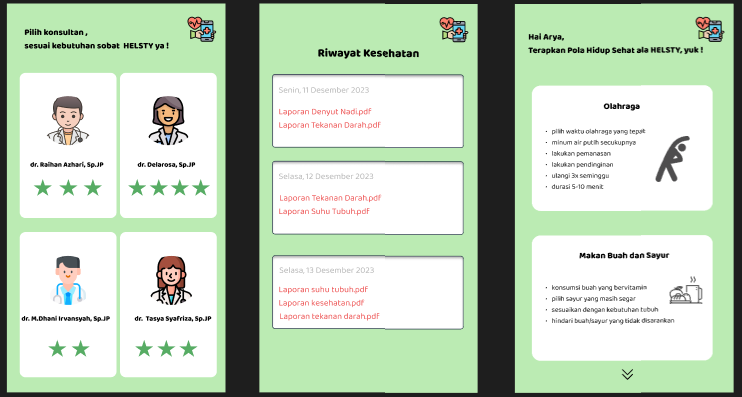 Pilih konsultan ,
sesuai kebutuhan sobat HELSTY ya !
dr. Raihan Azhari, Sp.JP
dr. Delarosa, Sp.JP
dr. M.Dhani Irvansyah, Sp.JP
dr. Tasya Syafriza, Sp.JP
Riwayat Kesehatan
Senin, 11 Desember 2023
Laporan Denyut Nadi.pdf
Laporan Tekanan Darah.pdf
Selasa, 12 Desember 2023
Laporan Tekanan Darah.pdf
Laporan Suhu Tubuh.pdf
Selasa, 13 Desember 2023
Laporan suhu tubuh.pdf
Laporan kesehatan.pdf
Laporan tekanan darah.pdf
Hai Arya,
Terapkan Pola Hidup Sehat ala HELSTY, yuk !
Olahraga
• pilih waktu olahraga yang tepat
• minum air putih secukupnya
• lakukan pemanasan
• lakukan pendinginan
• ulangi 3x seminggu
• durasi 5-10 menit
Makan Buah dan Sayur
• konsumsi buah yang bervitamin
• pilih sayur yang masih segar
• sesuaikan dengan kebutuhan tubuh
• hindari buah/sayur yang tidak disarankan